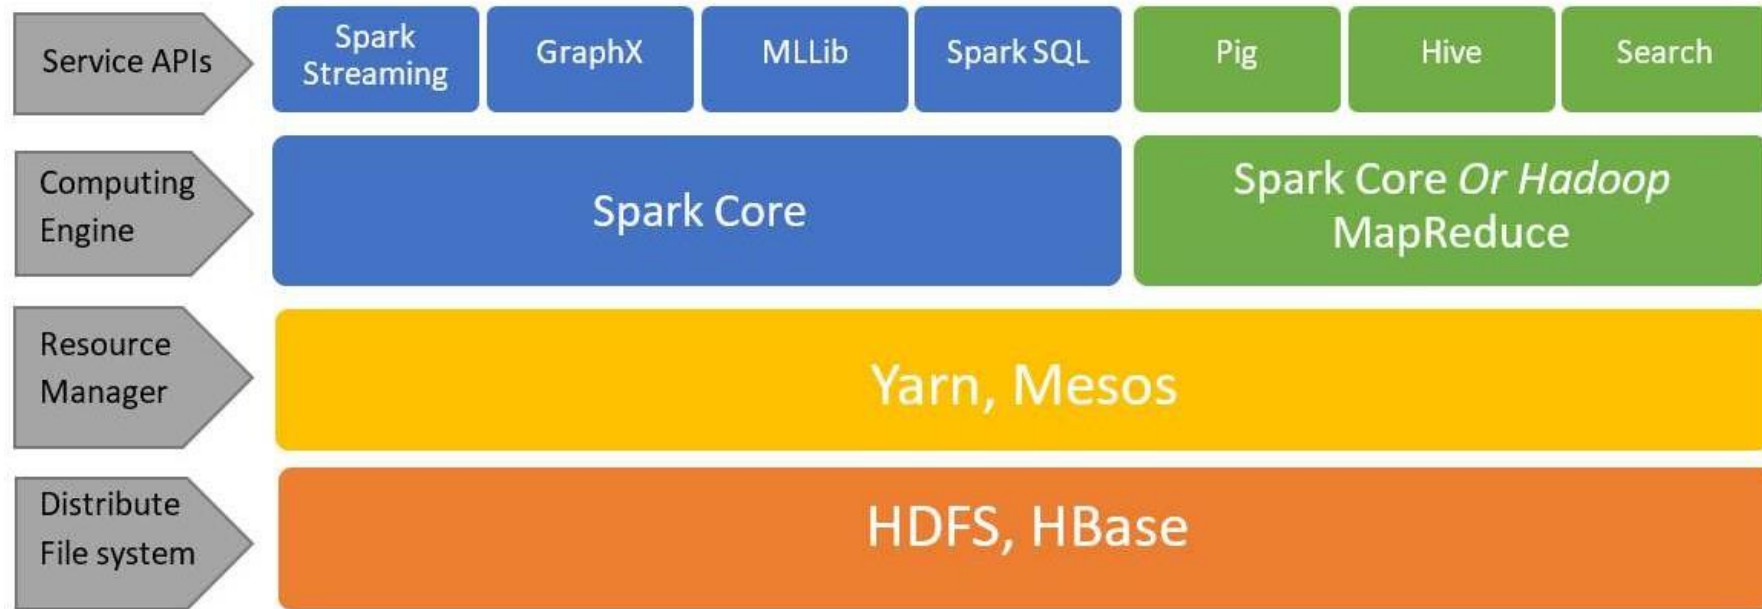 Service APIs
Spark
Streaming
GraphX
MLLib
Spark SQL
Pig
Hive
Search
Computing
Engine
Spark Core
Spark Core Or Hadoop
MapReduce
Resource
Manager
Yarn, Mesos
Distribute
File system
HDFS, HBase